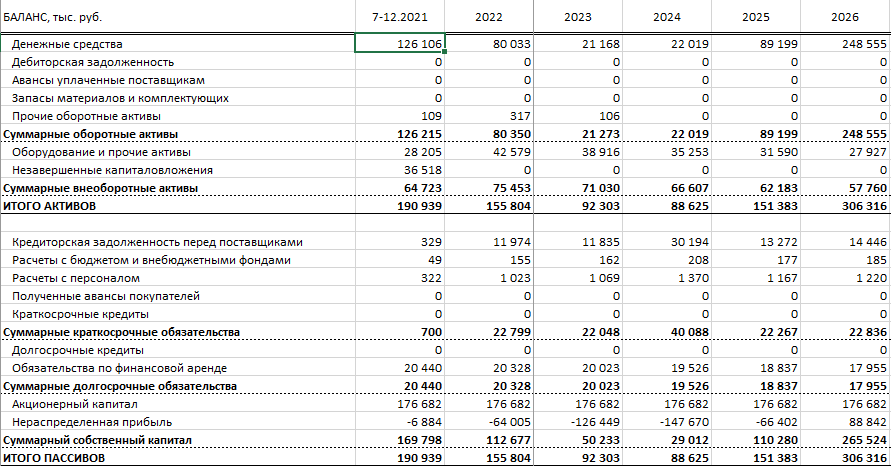 БАЛАНС, тыс. руб. 7-12.2021 2022 2023 2024 2025 2026
Денежные средства 126 106 80 033 21 168 22 019 89 199 248 555
Дебиторская задолженность 0 0 0 0 0 0
Авансы уплаченные поставщикам 0 0 0 0 0 0
Запасы материалов и комплектующих 0 0 0 0 0 0
Прочие оборотные активы 109 317 106 0 0 0
Суммарные оборотные активы 126 215 80 350 21 273 22 019 89 199 248 555
Оборудование и прочие активы 28 205 42 579 38 916 35 253 31 590 27 927
Незавершенные капиталовложения 36 518 0 0 0 0 0
Суммарные внеоборотные активы 64 723 75 453 71 030 66 607 62 183 57 760
ИТОГО АКТИВОВ 190 939 155 804 92 303 88 625 151 383 306 316
Кредиторская задолженность перед поставщиками 329 11 974 11 835 30 194 13 272 14 446
Расчеты с бюджетом и внебюджетными фондами 49 155 162 208 177 185
Расчеты с персоналом 322 1 023 1 069 1 370 1 167 1 220
Полученные авансы покупателей 0 0 0 0 0 0
Краткосрочные кредиты 0 0 0 0 0 0
Суммарные краткосрочные обязательства 700 22 799 22 048 40 088 22 267 22 836
Долгосрочные кредиты 0 0 0 0 0 0
Обязательства по финансовой аренде 20 440 20 328 20 023 19 526 18 837 17 955
Суммарные долгосрочные обязательства 20 440 20 328 20 023 19 526 18 837 17 955
Акционерный капитал 176 682 176 682 176 682 176 682 176 682 176 682
Нераспределенная прибыль -6 884 -64 005 -126 449 -147 670 -66 402 88 842
Суммарный собственный капитал 169 798 112 677 50 233 29 012 110 280 265 524
ИТОГО ПАССИВОВ 190 939 155 804 92 303 88 625 151 383 306 316